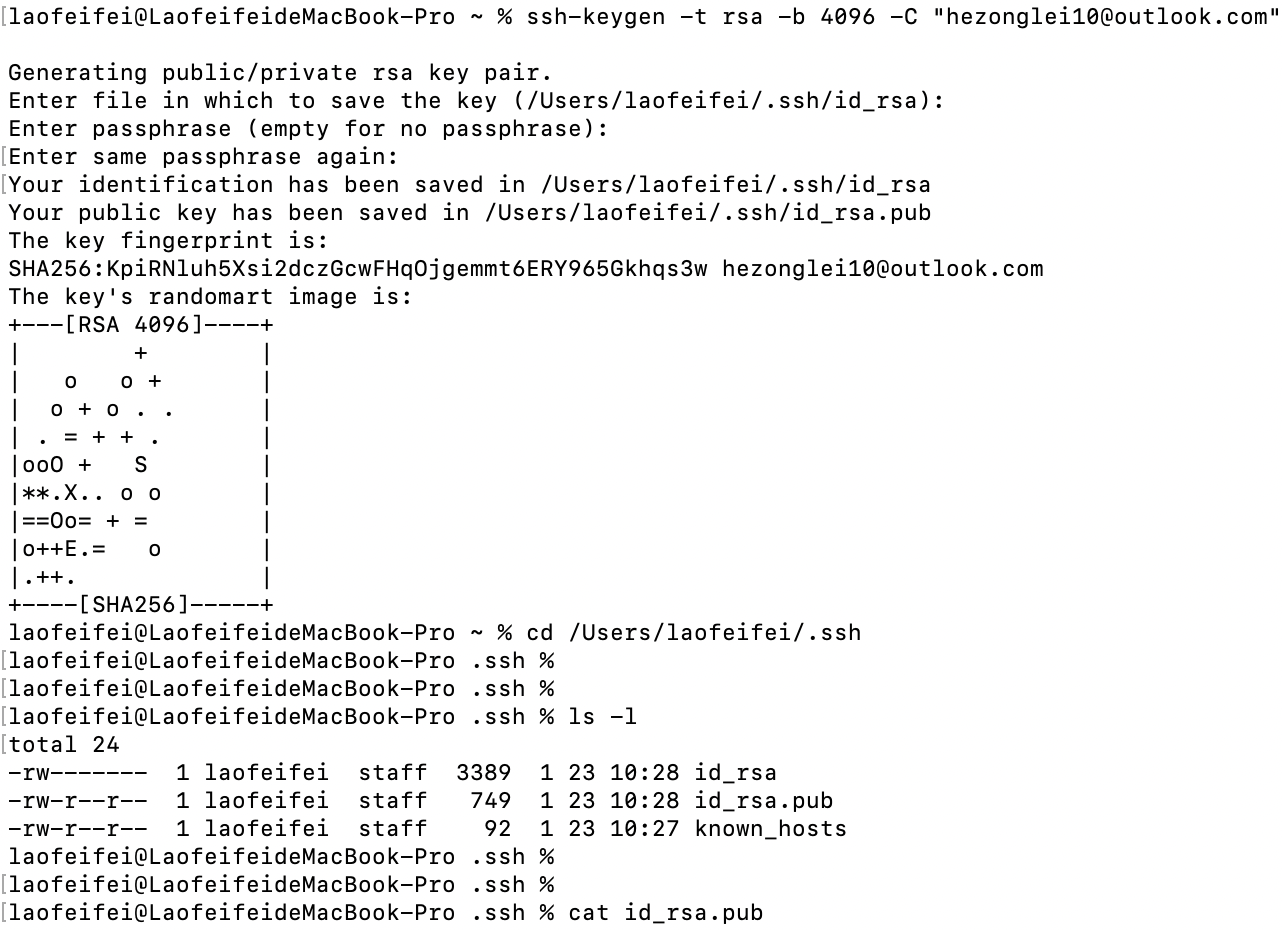 [laofeifei@LaofeifeideMacBook-Pro ~ % ssh-keygen -t rsa -b 4096 -C "hezonglei10@outlook.com"
Generating public/private rsa key pair.
Enter file in which to save the key (/Users/laofeifei/.ssh/id_rsa):
Enter passphrase (empty for no passphrase):
[Enter same passphrase again:
[Your identification has been saved in /Users/laofeifei/.ssh/id_rsa
Your public key has been saved in /Users/laofeifei/.ssh/id_rsa.pub
The key fingerprint is:
SHA256:KpiRNluh5Xsi2dczGcwFHqOjgemmt6ERY965Gkhqs3w hezonglei10@outlook.com
The key's randomart image is:
+---[RSA 4096]----+
|        +        |
|   o   o +       |
|  o + o . .      |
| . = + + .       |
|ooO +   S        |
|**.X.. o o       |
|==Oo= + =        |
|o++E.=   o       |
|.++.             |
+----[SHA256]-----+
laofeifei@LaofeifeideMacBook-Pro ~ % cd /Users/laofeifei/.ssh
[laofeifei@LaofeifeideMacBook-Pro .ssh %
[laofeifei@LaofeifeideMacBook-Pro .ssh %
[laofeifei@LaofeifeideMacBook-Pro .ssh % ls -l
[total 24
-rw-------  1 laofeifei  staff  3389  1 23 10:28 id_rsa
-rw-r--r--  1 laofeifei  staff   749  1 23 10:28 id_rsa.pub
-rw-r--r--  1 laofeifei  staff    92  1 23 10:27 known_hosts
laofeifei@LaofeifeideMacBook-Pro .ssh %
[laofeifei@LaofeifeideMacBook-Pro .ssh %
[laofeifei@LaofeifeideMacBook-Pro .ssh % cat id_rsa.pub